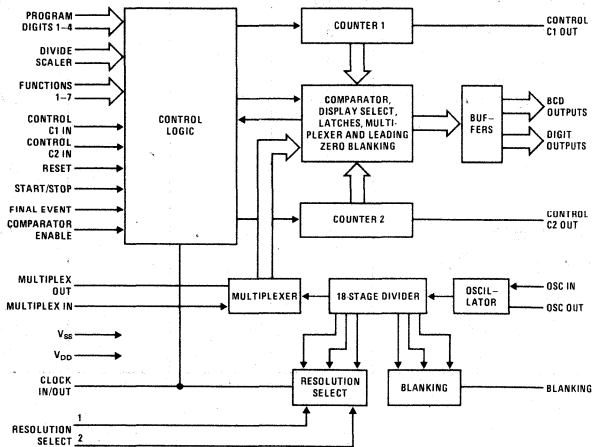 PROGRAM
DIGITS 1–4
DIVIDE
SCALER
FUNCTIONS
1–7
CONTROL
C1 IN
CONTROL
C2 IN
RESET
START/STOP
FINAL EVENT
COMPARATOR
ENABLE
CONTROL
LOGIC
COUNTER 1
CONTROL
C1 OUT
COMPARATOR,
DISPLAY SELECT,
LATCHES, MULTI-
PLEXER AND LEADING
ZERO BLANKING
BUF-
FERS
BCD
OUTPUTS
DIGIT
OUTPUTS
COUNTER 2
CONTROL
C2 OUT
MULTIPLEX
OUT
MULTIPLEX IN
MULTIPLEXER
18-STAGE DIVIDER
OSCIL-
LATOR
OSC IN
OSC OUT
VSS
VDD
CLOCK
IN/OUT
RESOLUTION
SELECT
BLANKING
BLANKING
RESOLUTION
SELECT
1
2